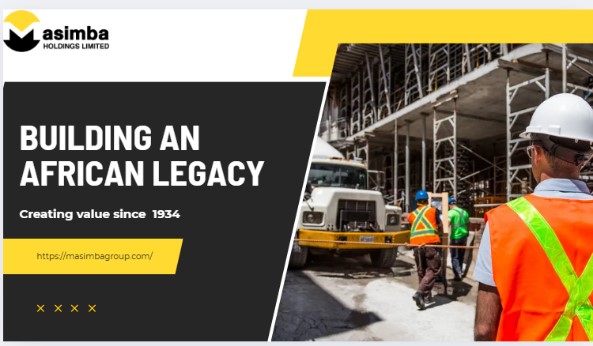 Masimba
HOLDINGS LIMITED
BUILDING AN
AFRICAN LEGACY
Creating value since 1934
https://masimbagroup.com/